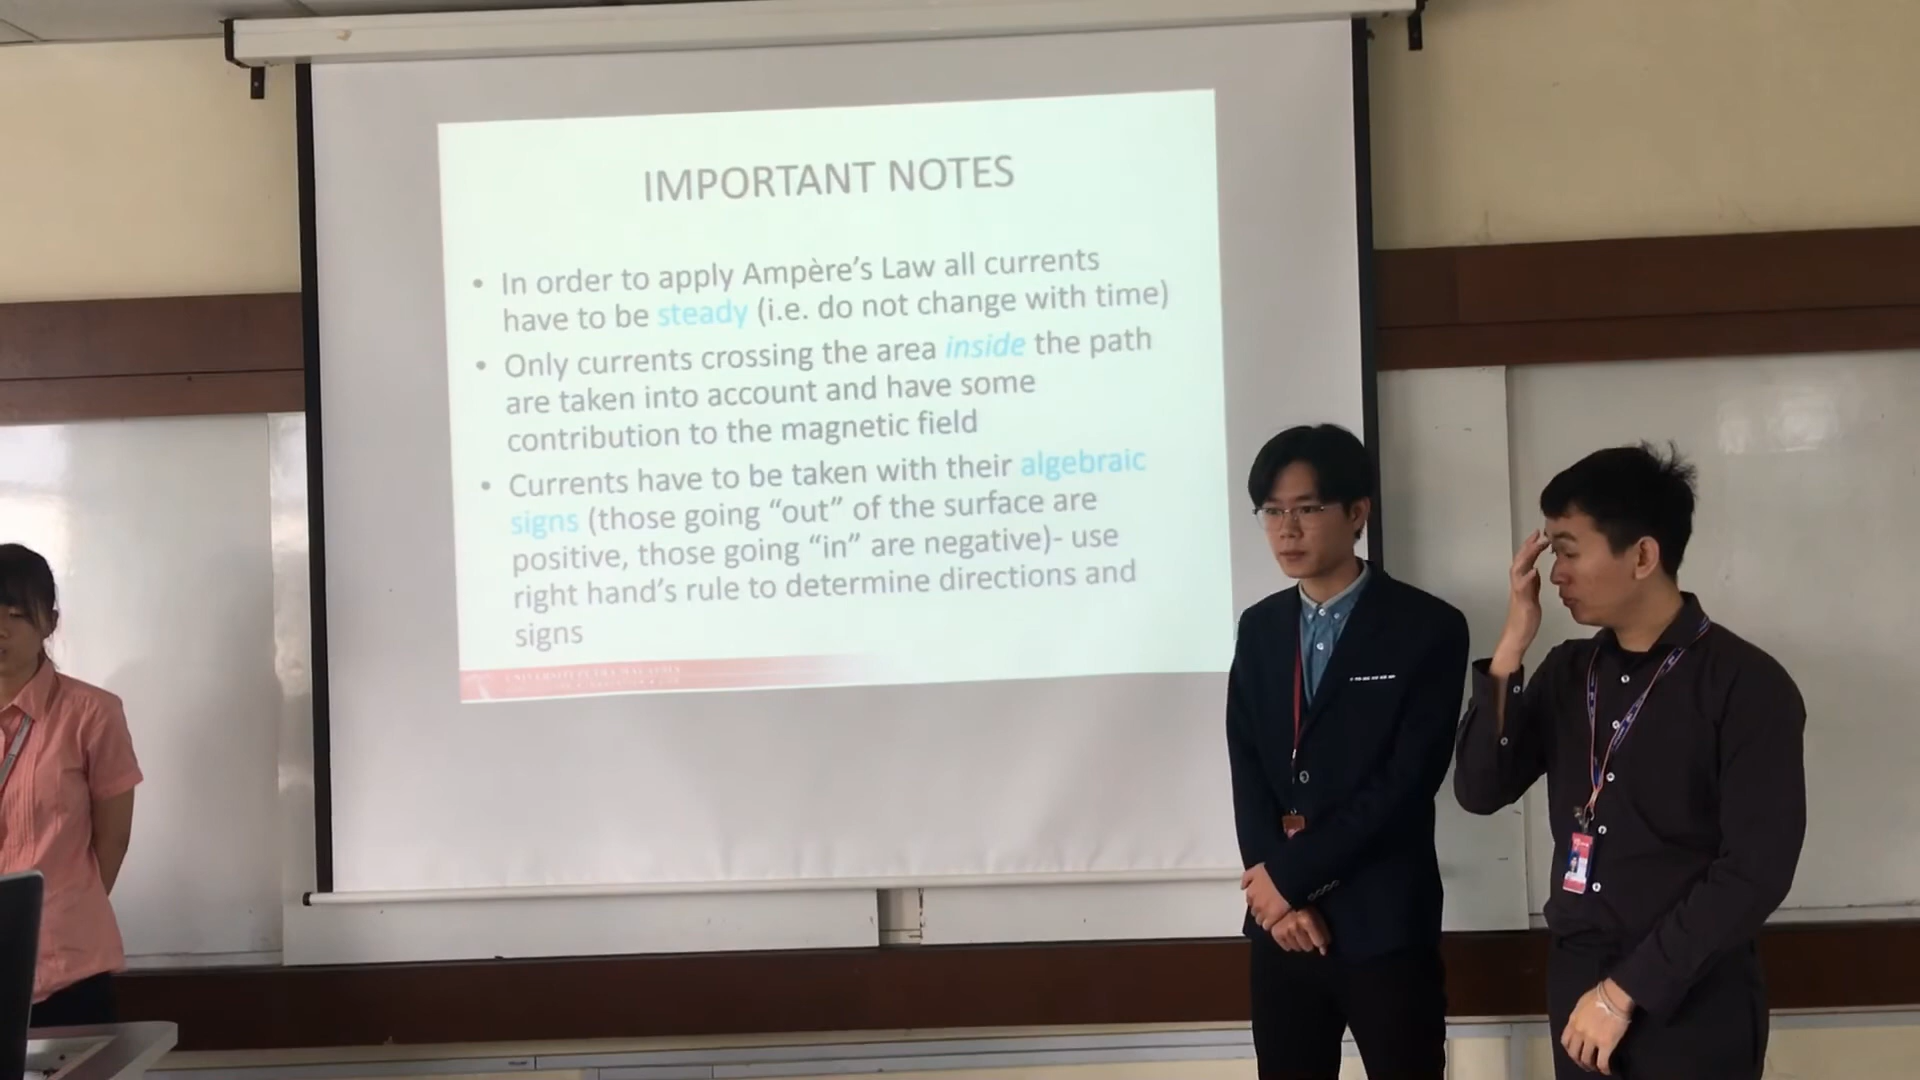 IMPORTANT NOTES
• In order to apply Ampère's Law all currents
have to be steady (i.e. do not change with time)
• Only currents crossing the area inside the path
are taken into account and have some
contribution to the magnetic field
• Currents have to be taken with their algebraic
signs (those going “out” of the surface are
positive, those going “in” are negative)- use
right hand's rule to determine directions and
signs
UNIVERSITI PUTRA MALAYSIA